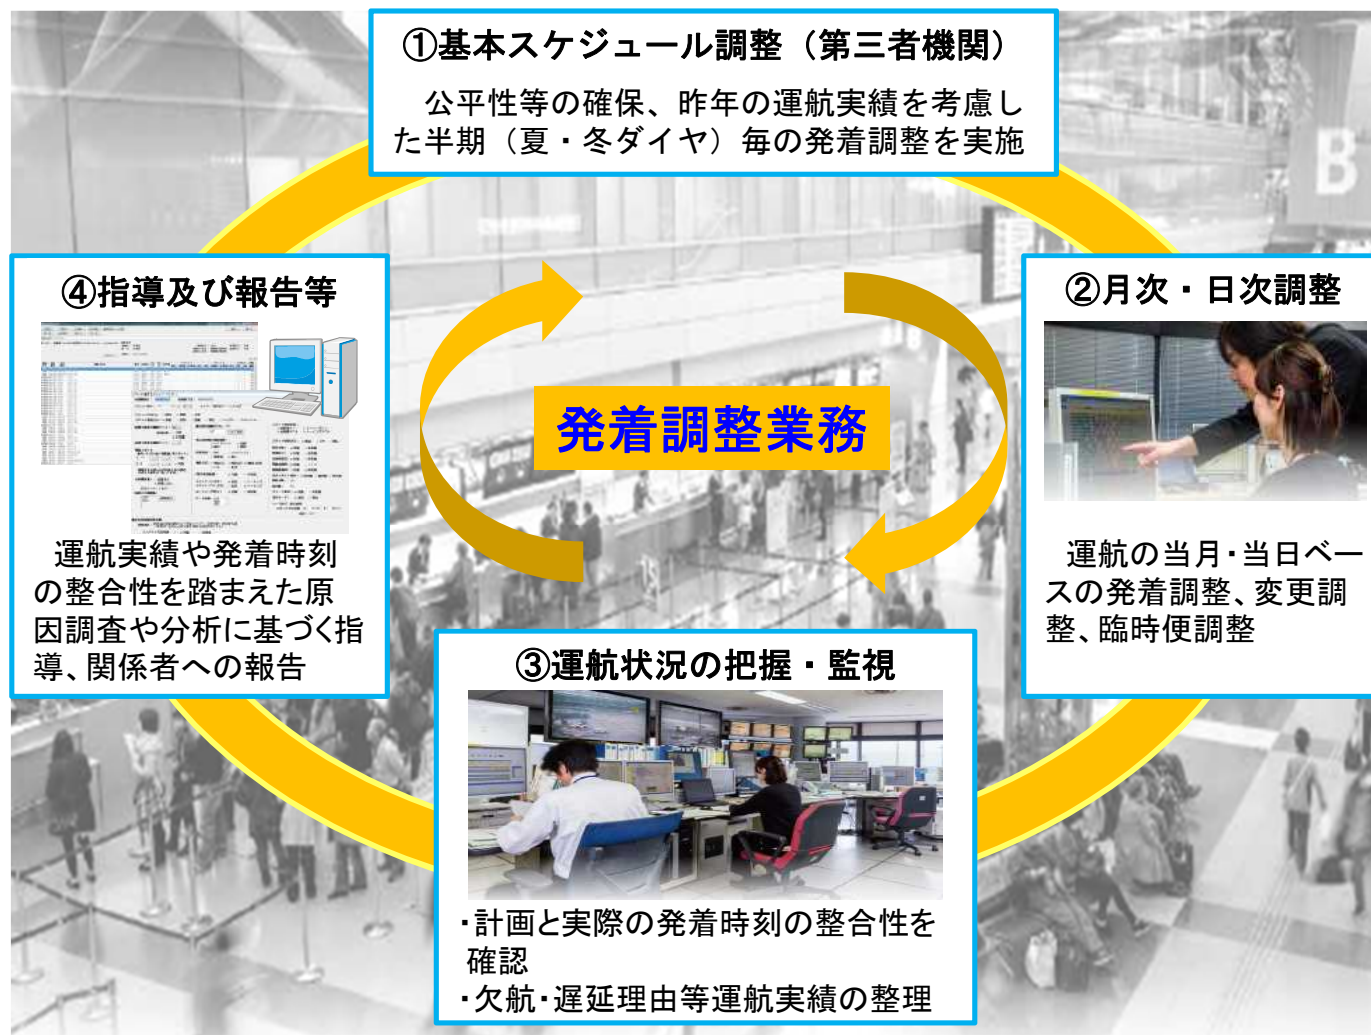 ①基本スケジュール調整（第三者機関）
公平性等の確保、昨年の運航実績を考慮し
た半期（夏・冬ダイヤ）毎の発着調整を実施
B
④指導及び報告等
運航実績や発着時刻
の整合性を踏まえた原
因調査や分析に基づく指
導、関係者への報告
発着調整業務
②月次・日次調整
運航の当月・当日ベー
スの発着調整、変更調
整、臨時便調整
③運航状況の把握・監視
・計画と実際の発着時刻の整合性を
確認
・欠航・遅延理由等運航実績の整理